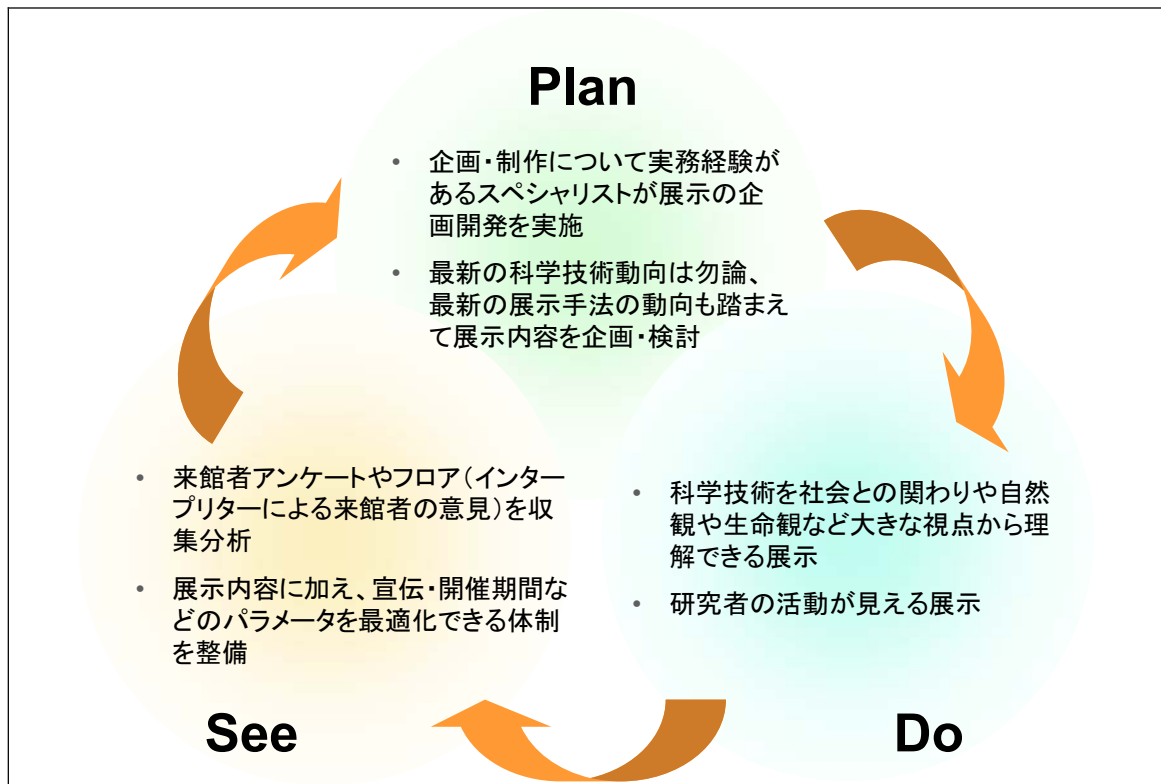 Plan
• 企画・制作について実務経験が
あるスペシャリストが展示の企
画開発を実施
• 最新の科学技術動向は勿論、
最新の展示手法の動向も踏まえ
て展示内容を企画・検討
• 来館者アンケートやフロア（インター
プリターによる来館者の意見）を収
集分析
• 展示内容に加え、宣伝・開催期間な
どのパラメータを最適化できる体制
を整備
See
• 科学技術を社会との関わりや自然
観や生命観など大きな視点から理
解できる展示
• 研究者の活動が見える展示
Do